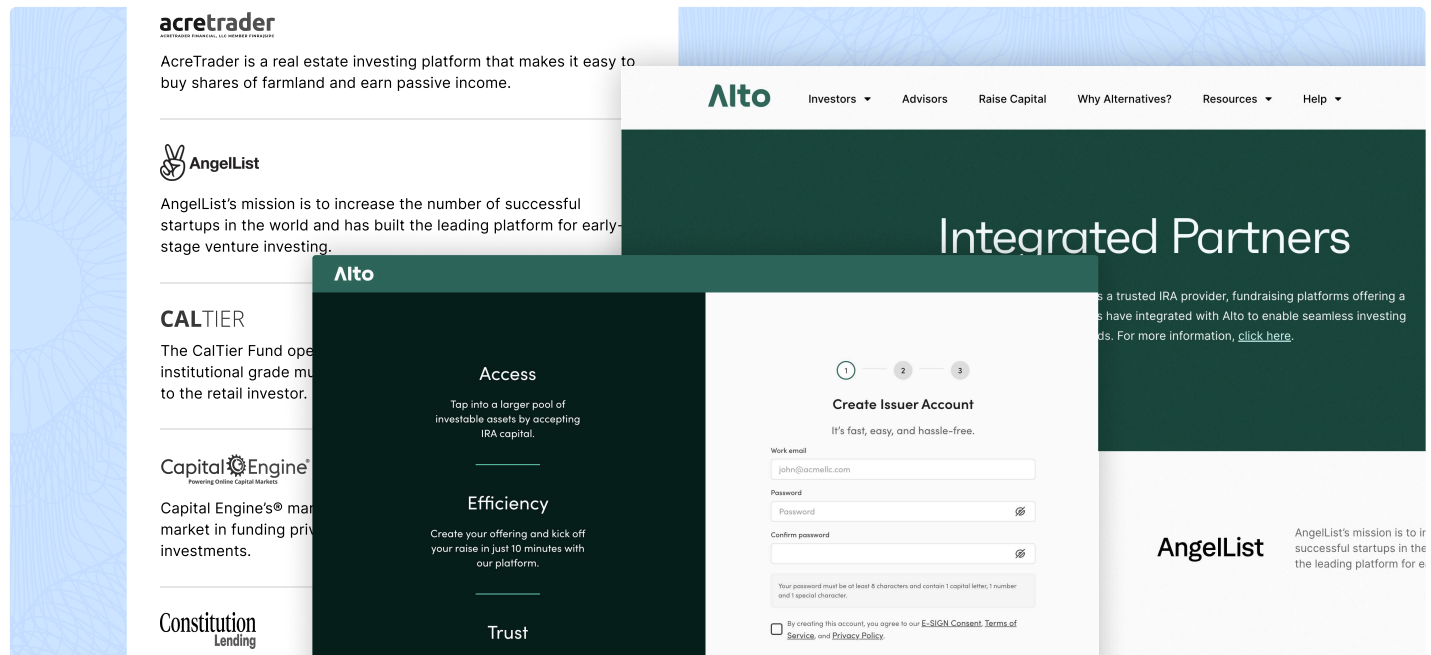 acretrader
ACRETRADER FINANCIAL, LLC MEMBER FINRA|SIPC
AcreTrader is a real estate investing platform that makes it easy to
buy shares of farmland and earn passive income.
AngelList
AngelList’s mission is to increase the number of successful
startups in the world and has built the leading platform for early-
stage venture investing.
CALTIER
The CalTier Fund ope
institutional grade mu
to the retail investor.
Capital Engine®
Powering Online Capital Markets
Capital Engine’s® mar
market in funding priv
investments.
Constitution
Lending
Alto
Investors
Advisors
Raise Capital
Why Alternatives?
Resources
Help
Integrated Partners
s a trusted IRA provider, fundraising platforms offering a
s have integrated with Alto to enable seamless investing
ds. For more information, click here.
AngelList
AngelList’s mission is to in
successful startups in the
the leading platform for e
Alto
Access
Tap into a larger pool of
investable assets by accepting
IRA capital.
Efficiency
Create your offering and kick off
your raise in just 10 minutes with
our platform.
Trust
1 2 3
Create Issuer Account
It’s fast, easy, and hassle-free.
Work email
john@acmellc.com
Password
Password
Confirm password
Your password must be at least 8 characters and contain 1 capital letter, 1 number
and 1 special character.
By creating this account, you agree to our E-SIGN Consent, Terms of
Service, and Privacy Policy.